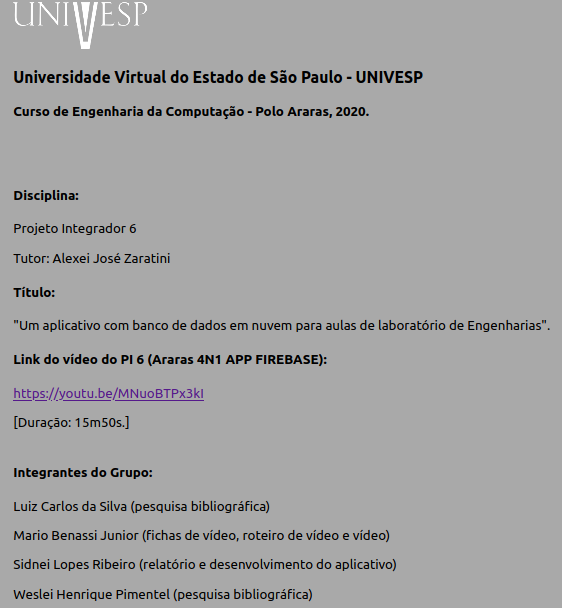 UNIVESP
Universidade Virtual do Estado de São Paulo - UNIVESP
Curso de Engenharia da Computação - Polo Araras, 2020.
Disciplina:
Projeto Integrador 6
Tutor: Alexei José Zaratini
Título:
"Um aplicativo com banco de dados em nuvem para aulas de laboratório de Engenharias".
Link do vídeo do PI 6 (Araras 4N1 APP FIREBASE):
https://youtu.be/MNuoBTPx3kI
[Duração: 15m50s.]
Integrantes do Grupo:
Luiz Carlos da Silva (pesquisa bibliográfica)
Mario Benassi Junior (fichas de vídeo, roteiro de vídeo e vídeo)
Sidnei Lopes Ribeiro (relatório e desenvolvimento do aplicativo)
Weslei Henrique Pimentel (pesquisa bibliográfica)